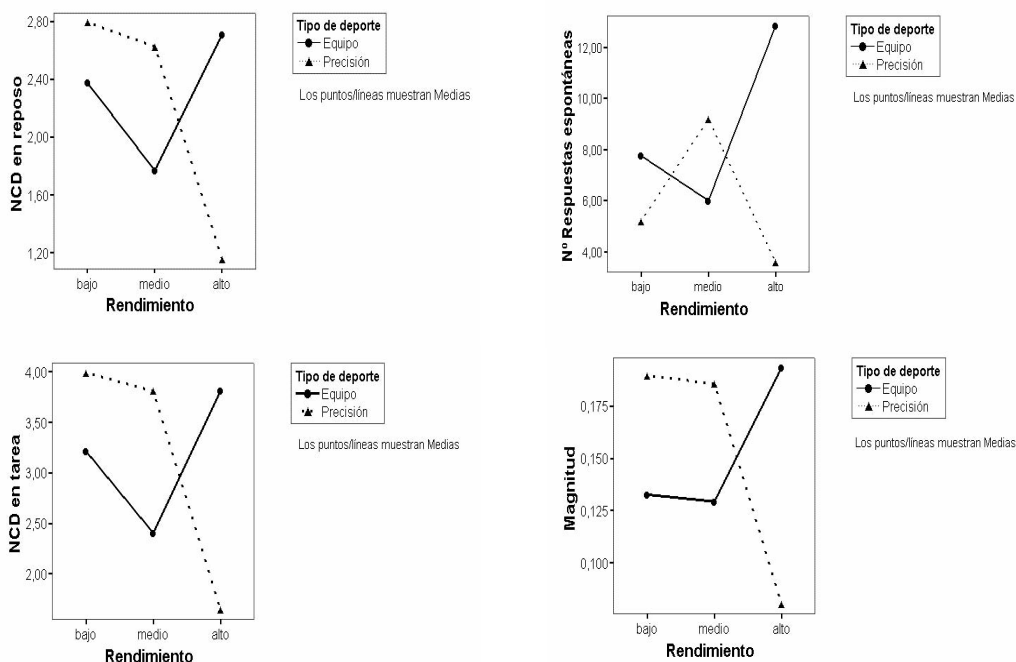 NCD en reposo
2,80
2,40
2,00
1,60
1,20
bajo medio alto
Rendimiento
Tipo de deporte
Equipo
Precisión
Los puntos/líneas muestran Medias
Nº Respuestas espontáneas
12,00
10,00
8,00
6,00
4,00
bajo medio alto
Rendimiento
Tipo de deporte
Equipo
Precisión
Los puntos/líneas muestran Medias
NCD en tarea
4,00
3,50
3,00
2,50
2,00
bajo medio alto
Rendimiento
Tipo de deporte
Equipo
Precisión
Los puntos/líneas muestran Medias
Magnitud
0,175
0,150
0,125
0,100
bajo medio alto
Rendimiento
Tipo de deporte
Equipo
Precisión
Los puntos/líneas muestran Medias